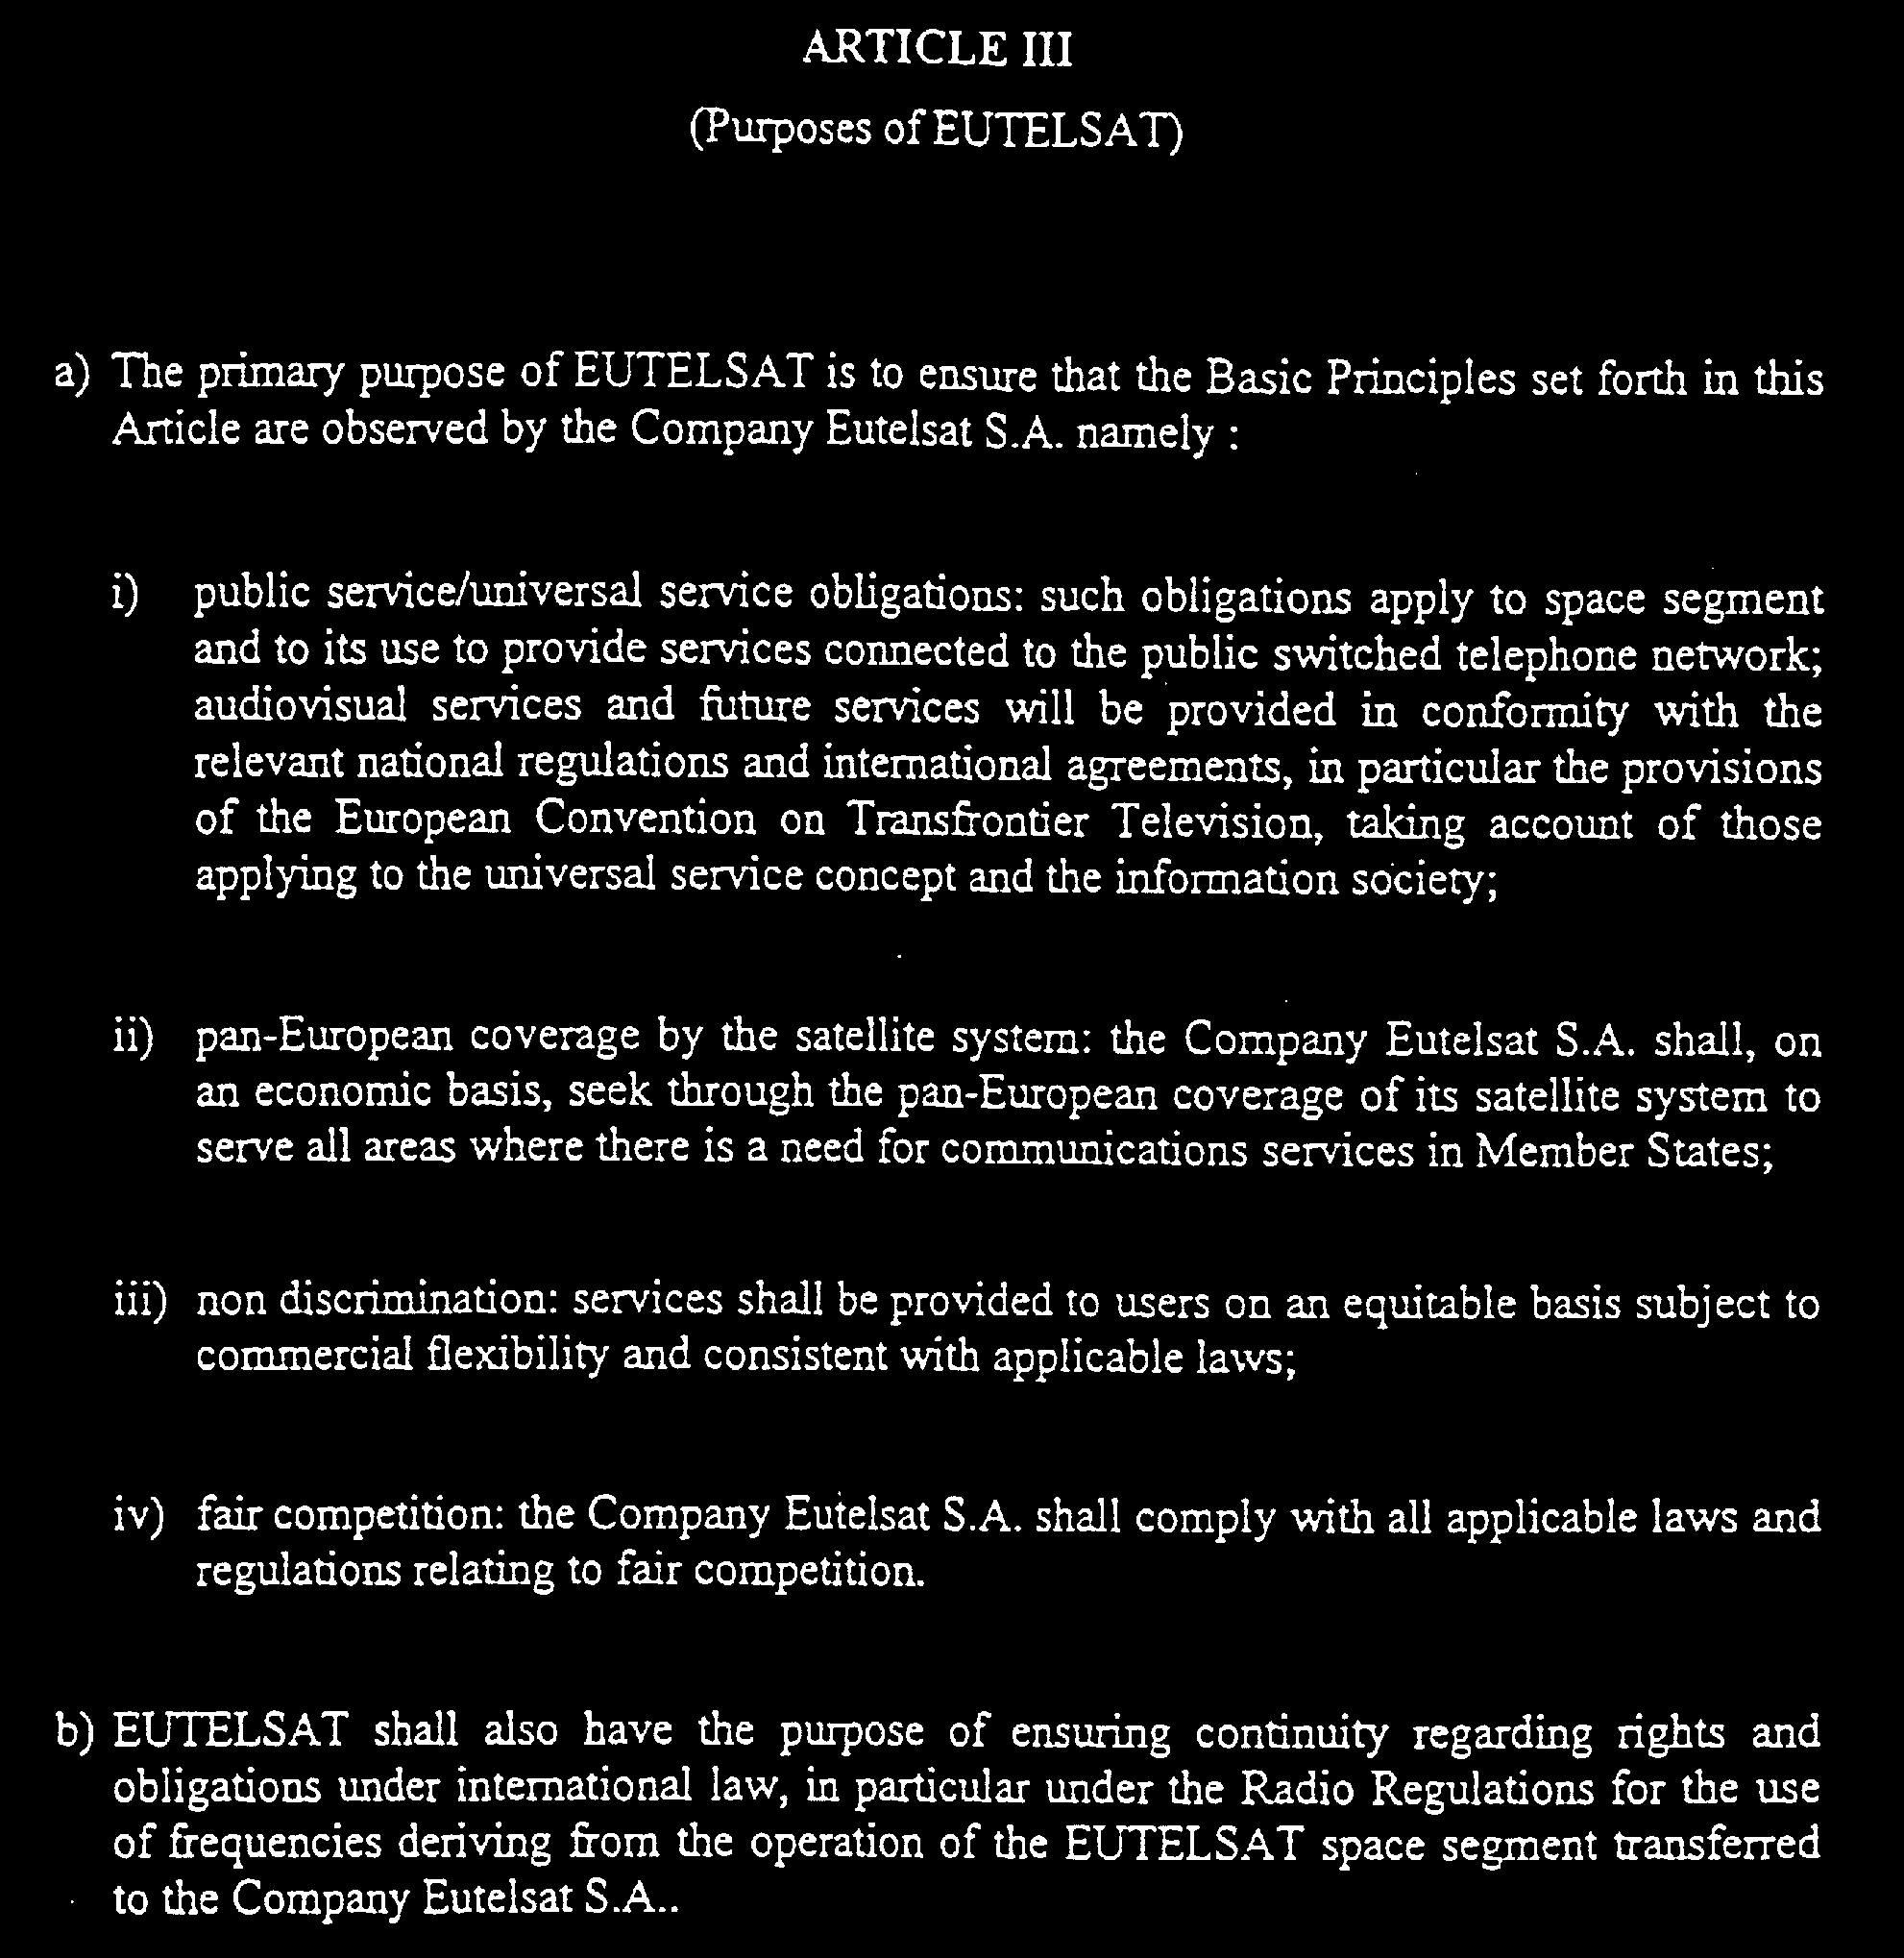 ARTICLE III
(Purposes of EUTELSAT)
a) The primary purpose of EUTELSAT is to ensure that the Basic Principles set forth in this
Article are observed by the Company Eutelsat S.A. namely :
i) public service/universal service obligations: such obligations apply to space segment
and to its use to provide services connected to the public switched telephone network;
audiovisual services and future services will be provided in conformity with the
relevant national regulations and international agreements, in particular the provisions
of the European Convention on Transfrontier Television, taking account of those
applying to the universal service concept and the information society;
ii) pan-European coverage by the satellite system: the Company Eutelsat S.A. shall, on
an economic basis, seek through the pan-European coverage of its satellite system to
serve all areas where there is a need for communications services in Member States;
iii) non discrimination: services shall be provided to users on an equitable basis subject to
commercial flexibility and consistent with applicable laws;
iv) fair competition: the Company Eutelsat S.A. shall comply with all applicable laws and
regulations relating to fair competition.
b) EUTELSAT shall also have the purpose of ensuring continuity regarding rights and
obligations under international law, in particular under the Radio Regulations for the use
of frequencies deriving from the operation of the EUTELSAT space segment transferred
to the Company Eutelsat S.A..